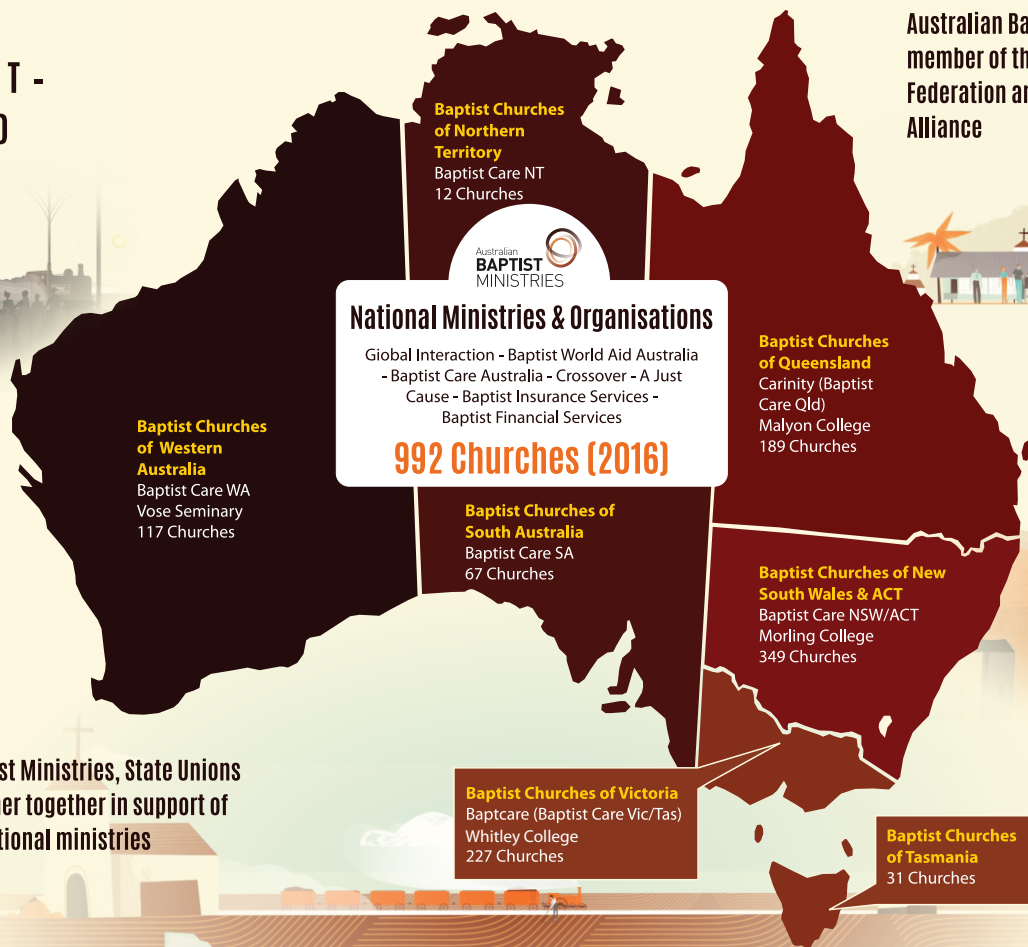 T -
Australian Ba
member of th
Federation an
Alliance
Baptist Churches
of Northern
Territory
Baptist Care NT
12 Churches
Australian
BAPTIST
MINISTRIES
National Ministries & Organisations
Global Interaction - Baptist World Aid Australia
- Baptist Care Australia - Crossover - A Just
Cause - Baptist Insurance Services -
Baptist Financial Services
992 Churches (2016)
Baptist Churches
of Queensland
Carinity (Baptist
Care Qld)
Malyon College
189 Churches
Baptist Churches
of Western
Australia
Baptist Care WA
Vose Seminary
117 Churches
Baptist Churches of
South Australia
Baptist Care SA
67 Churches
Baptist Churches of New
South Wales & ACT
Baptist Care NSW/ACT
Morling College
349 Churches
st Ministries, State Unions
er together in support of
tional ministries
Baptist Churches of Victoria
Baptcare (Baptist Care Vic/Tas)
Whitley College
227 Churches
Baptist Churches
of Tasmania
31 Churches